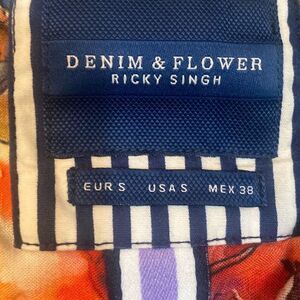 DENIM & FLOWER
RICKY SINGH
EUR S USA S MEX 38